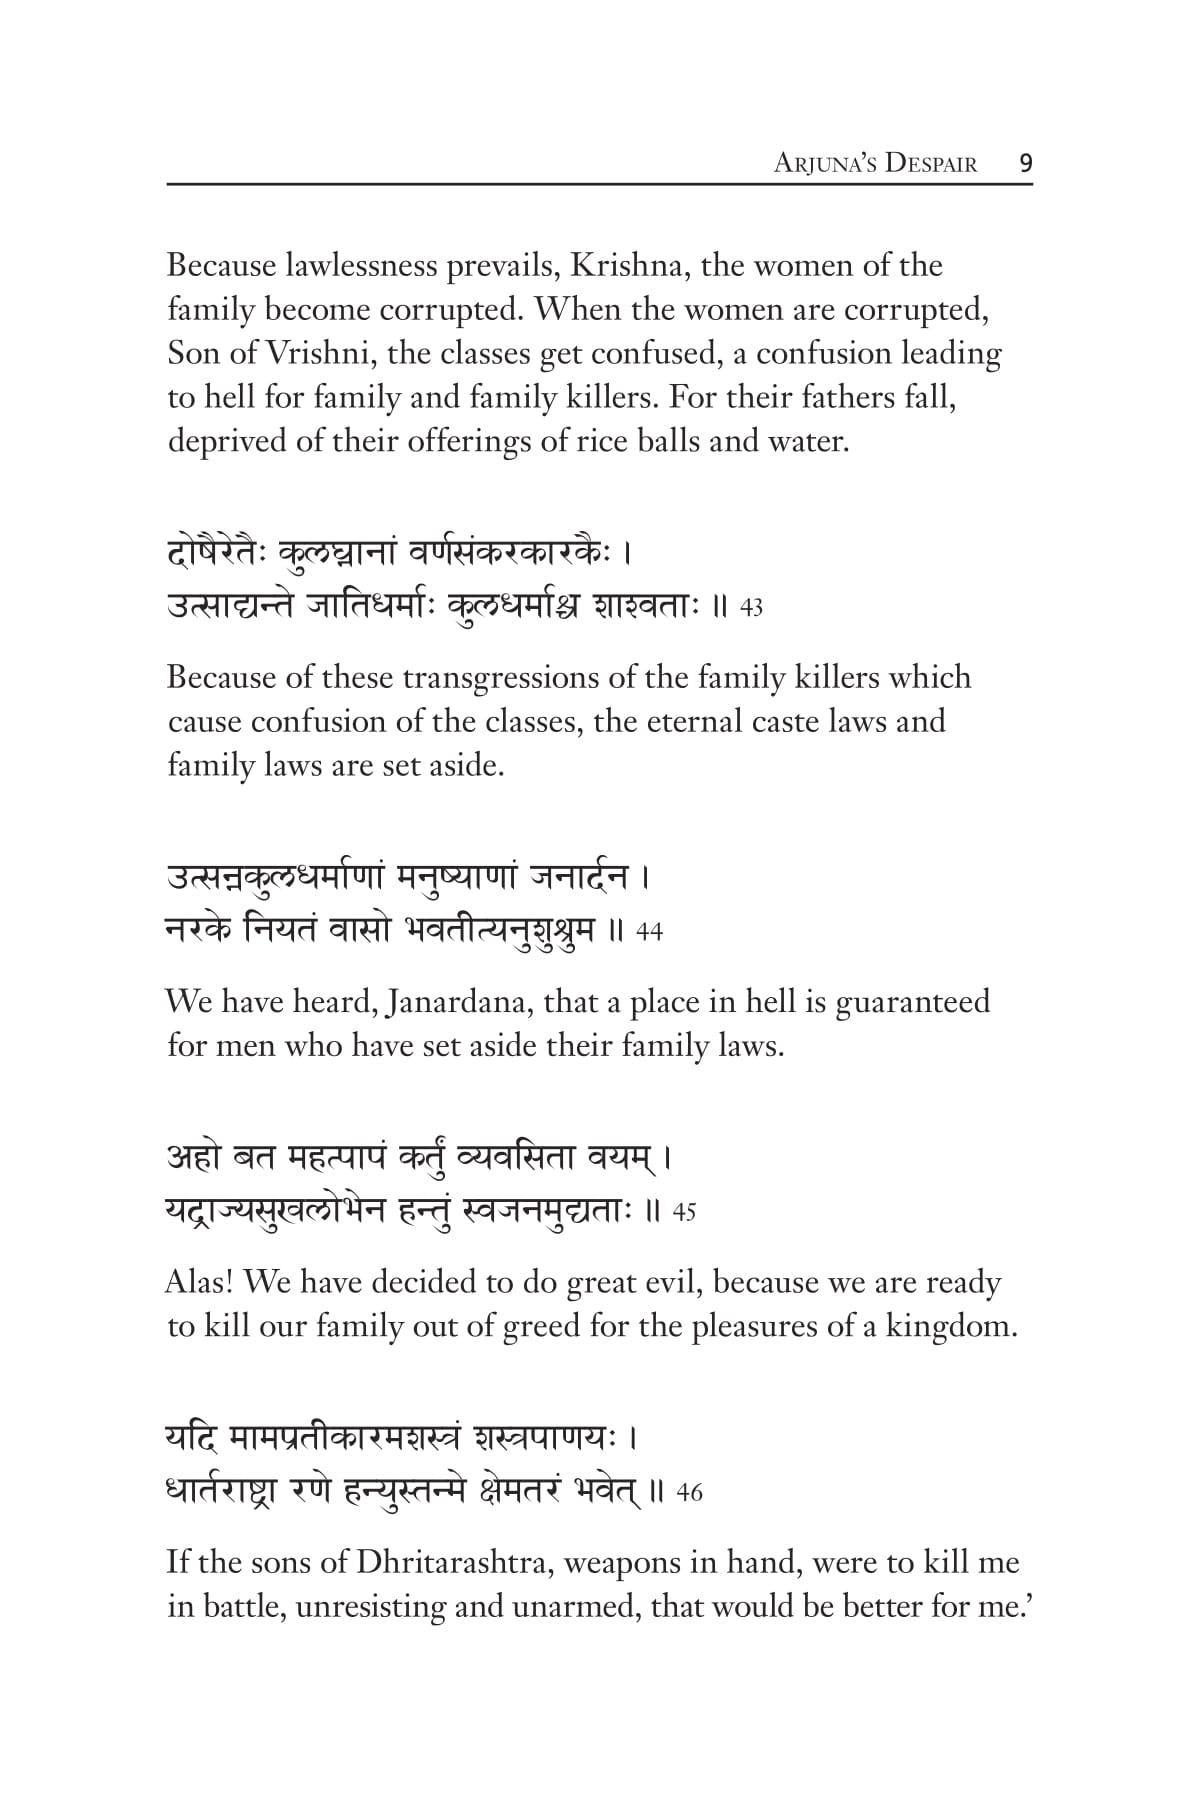 Arjuna’s Despair 9
Because lawlessness prevails, Krishna, the women of the
family become corrupted. When the women are corrupted,
Son of Vrishni, the classes get confused, a confusion leading
to hell for family and family killers. For their fathers fall,
deprived of their offerings of rice balls and water.
दोषैरेतैः कुलघ्नानां वर्णसंकरकारकैः ।
उत्साद्यन्ते जातिधर्माः कुलधर्माश्च शाश्वताः ॥ 43
Because of these transgressions of the family killers which
cause confusion of the classes, the eternal caste laws and
family laws are set aside.
उत्सन्नकुलधर्माणां मनुष्याणां जनार्दन ।
नरके नियतं वासो भवतीत्यनुशुश्रुम ॥ 44
We have heard, Janardana, that a place in hell is guaranteed
for men who have set aside their family laws.
अहो बत महत्पापं कर्तुं व्यवसिता वयम् ।
यद्राज्यसुखलोभेन हन्तुं स्वजनमुद्यताः ॥ 45
Alas! We have decided to do great evil, because we are ready
to kill our family out of greed for the pleasures of a kingdom.
यदि मामप्रतीकारमशस्त्रं शस्त्रपाणयः ।
धार्तराष्ट्रा रणे हन्युस्तन्मे क्षेमतरं भवेत् ॥ 46
If the sons of Dhritarashtra, weapons in hand, were to kill me
in battle, unresisting and unarmed, that would be better for me.’